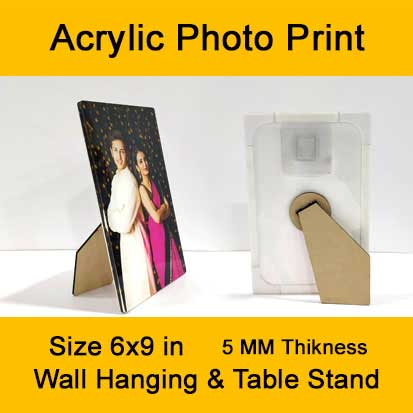 Acrylic Photo Print
Size 6x9 in 5 MM Thikness
Wall Hanging & Table Stand